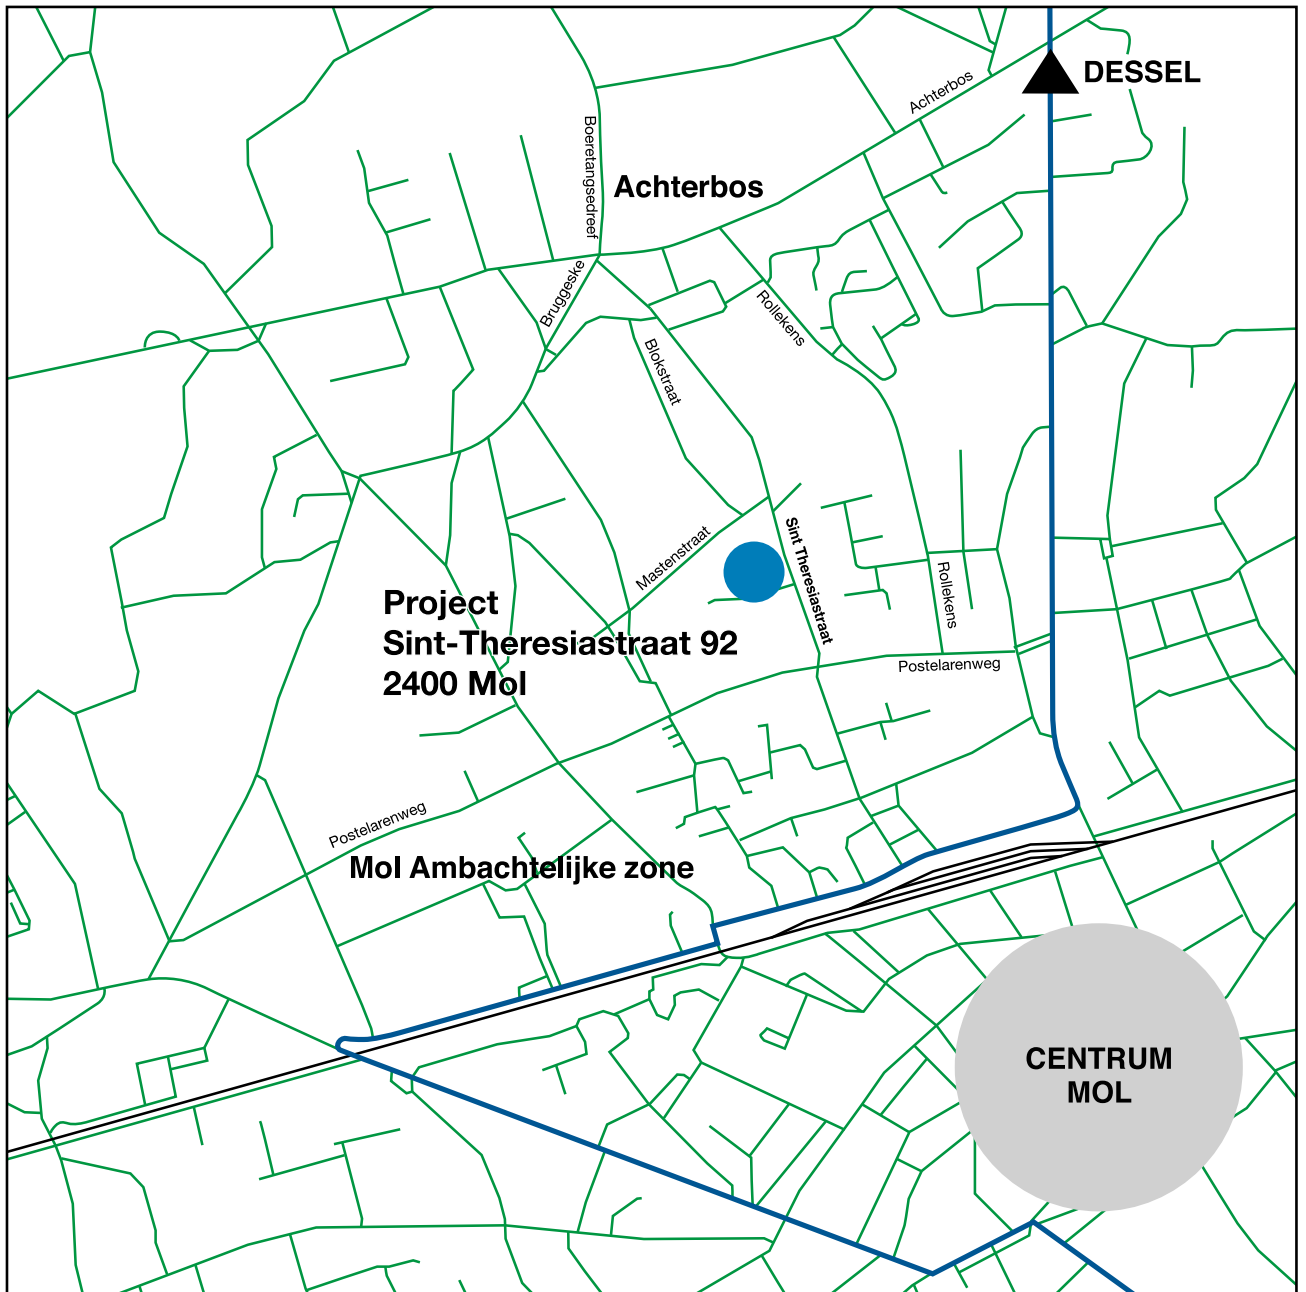 DESSEL
Achterbos
Boeretangsedreef
Achterbos
Bruggeske
Rollekens
Blokstraat
Mastenstraat
Sint Theresiastraat
Rollekens
Project
Sint-Theresiastraat 92
2400 Mol
Postelarenweg
Postelarenweg
Mol Ambachtelijke zone
CENTRUM
MOL